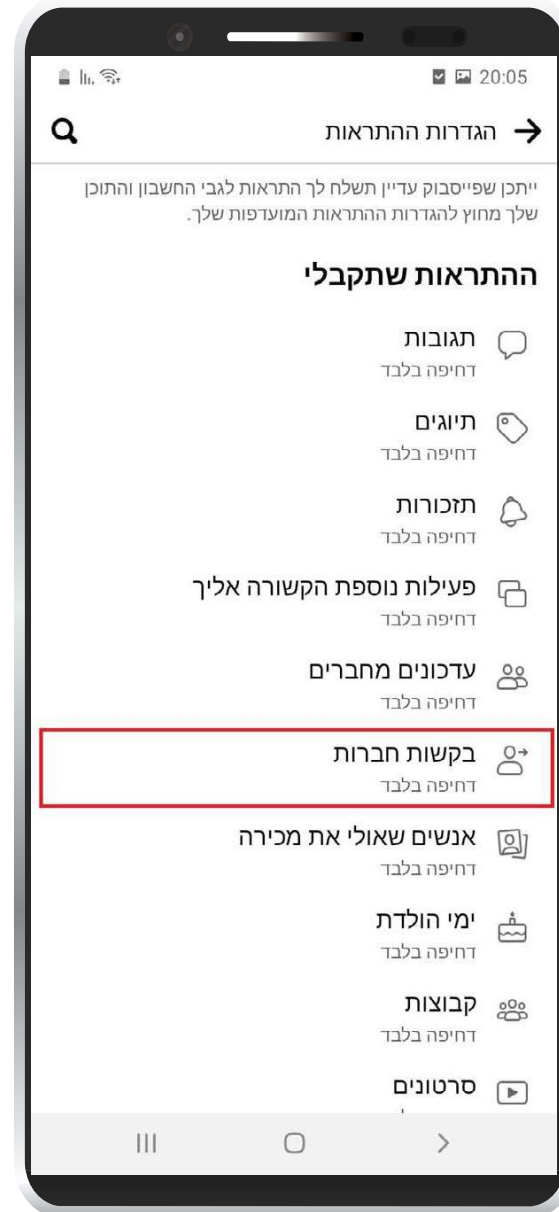 20:05
הגדרות ההתראות
ייתכן שפייסבוק עדיין תשלח לך התראות לגבי החשבון והתוכן
שלך מחוץ להגדרות ההתראות המועדפות שלך.
ההתראות שתקבלי
תגובות
דחיפה בלבד
תיוגים
דחיפה בלבד
תזכורות
דחיפה בלבד
פעילות נוספת הקשורה אליך
דחיפה בלבד
עדכונים מחברים
דחיפה בלבד
בקשות חברות
דחיפה בלבד
אנשים שאולי את מכירה
דחיפה בלבד
ימי הולדת
דחיפה בלבד
קבוצות
דחיפה בלבד
סרטונים